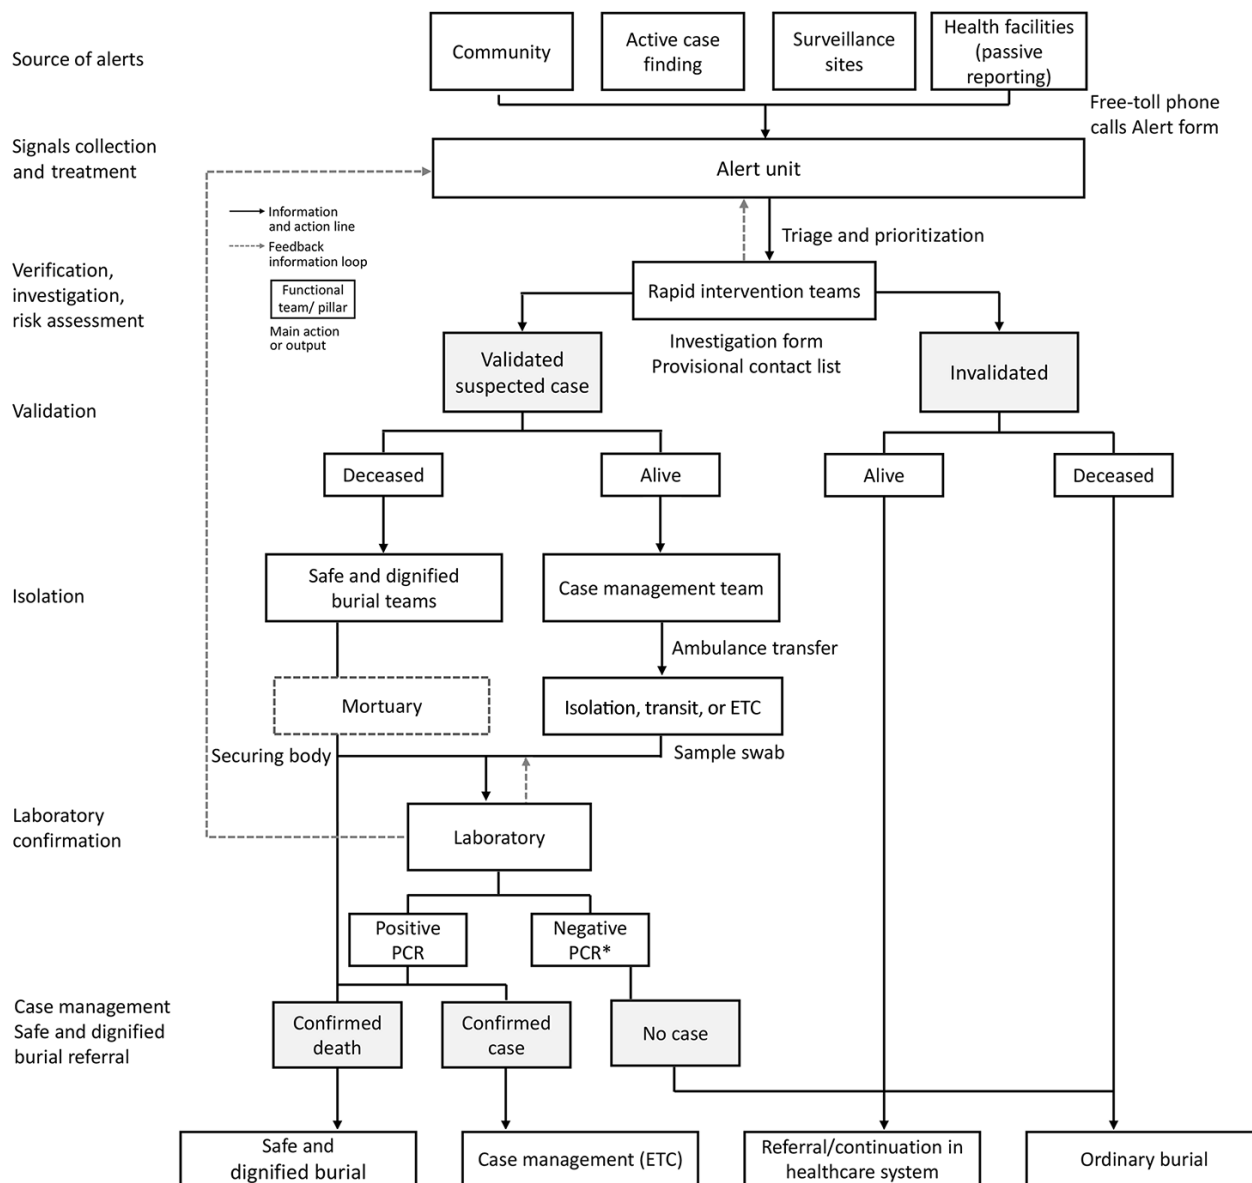 Source of alerts
Community
Active case
finding
Surveillance
sites
Health facilities
(passive
reporting)
Free-toll phone
calls Alert form
Signals collection
and treatment
Alert unit
Information
and action line
Feedback
information loop
Functional
team/ pillar
Main action
or output
Triage and prioritization
Verification,
investigation,
risk assessment
Rapid intervention teams
Investigation form
Provisional contact list
Validated
suspected case
Invalidated
Validation
Deceased
Alive
Alive
Deceased
Isolation
Safe and dignified
burial teams
Case management team
Ambulance transfer
Mortuary
Isolation, transit, or ETC
Securing body
Sample swab
Laboratory
confirmation
Laboratory
Positive
PCR
Negative
PCR*
Case management
Safe and dignified
burial referral
Confirmed
death
Confirmed
case
No case
Safe and
dignified burial
Case management (ETC)
Referral/continuation in
healthcare system
Ordinary burial